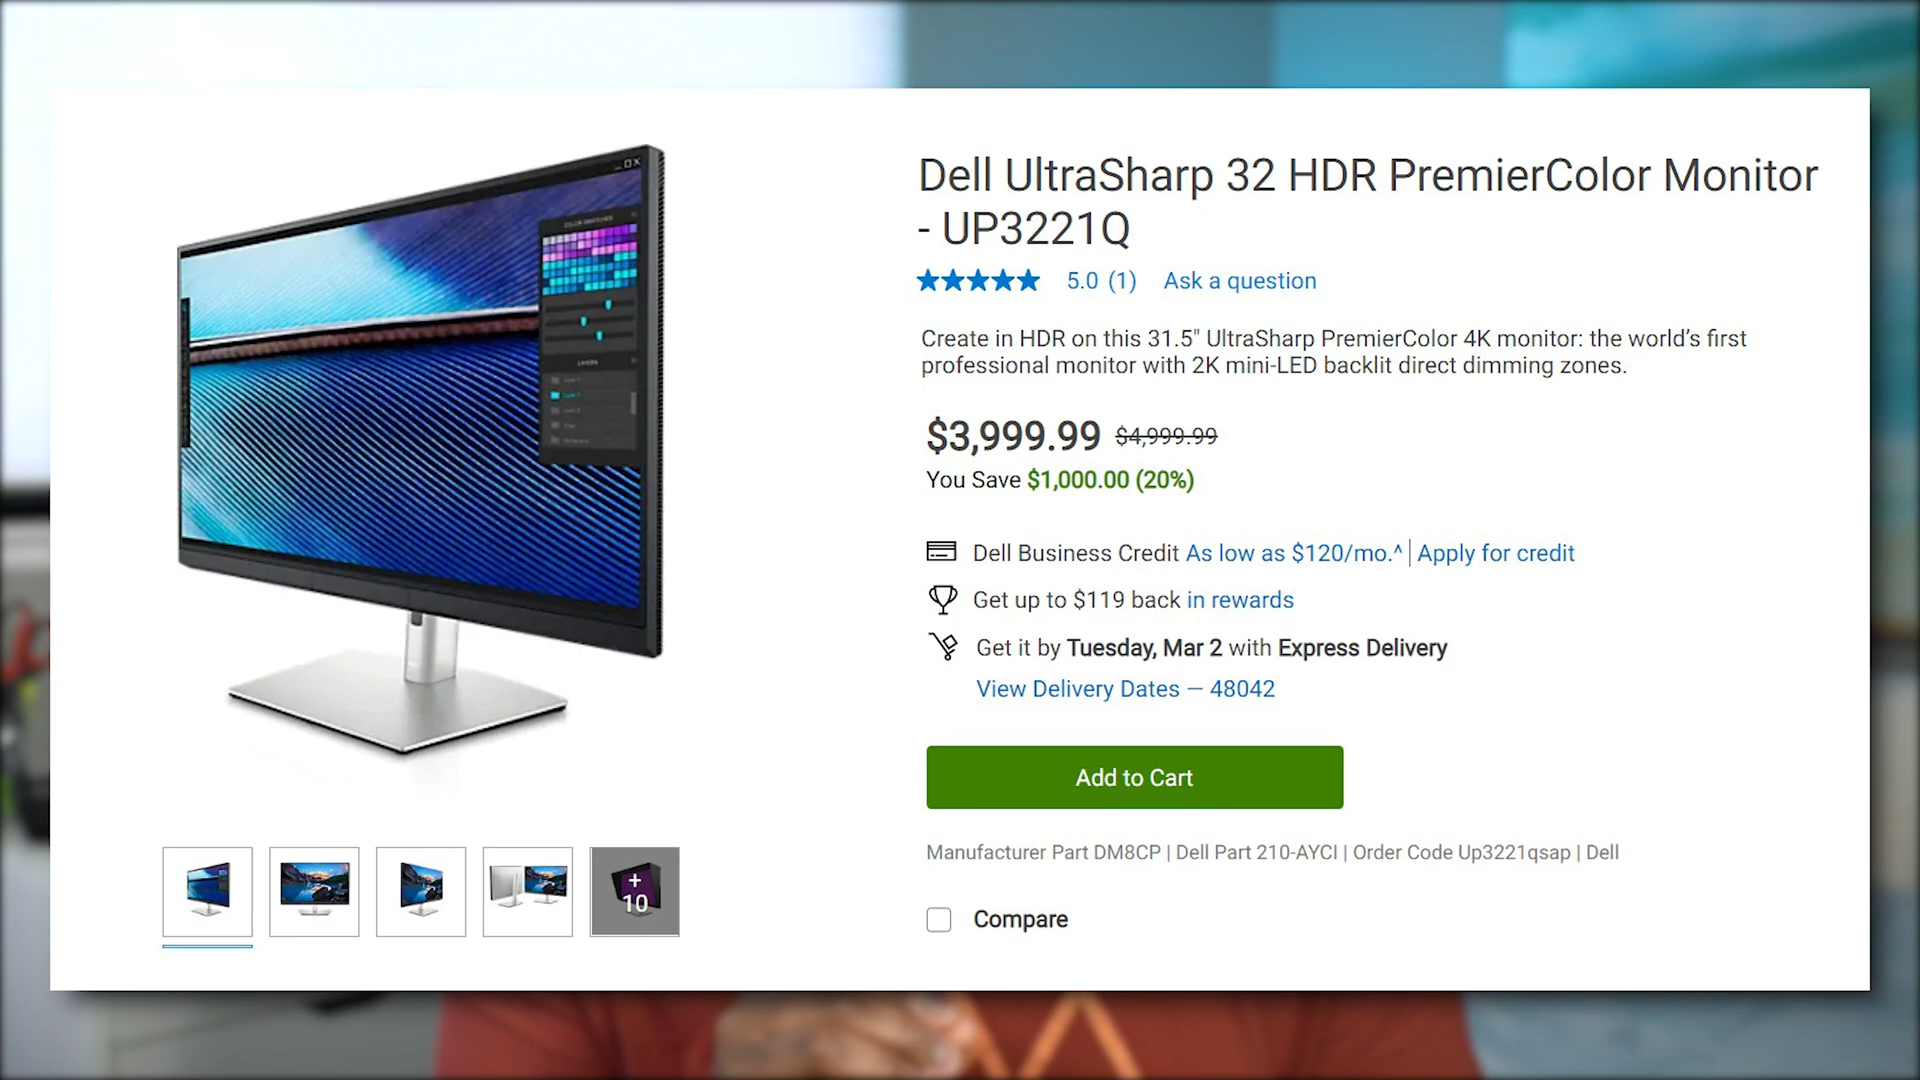 Dell UltraSharp 32 HDR PremierColor Monitor
- UP3221Q
5.0 (1) Ask a question
Create in HDR on this 31.5" UltraSharp PremierColor 4K monitor: the world’s first
professional monitor with 2K mini-LED backlit direct dimming zones.
$3,999.99 $4,999.99
You Save $1,000.00 (20%)
Dell Business Credit As low as $120/mo.^ | Apply for credit
Get up to $119 back in rewards
Get it by Tuesday, Mar 2 with Express Delivery
View Delivery Dates — 48042
Add to Cart
Manufacturer Part DM8CP | Dell Part 210-AYCI | Order Code Up3221qsap | Dell
Compare
COLOR SWATCHES
LAYERS
+
10